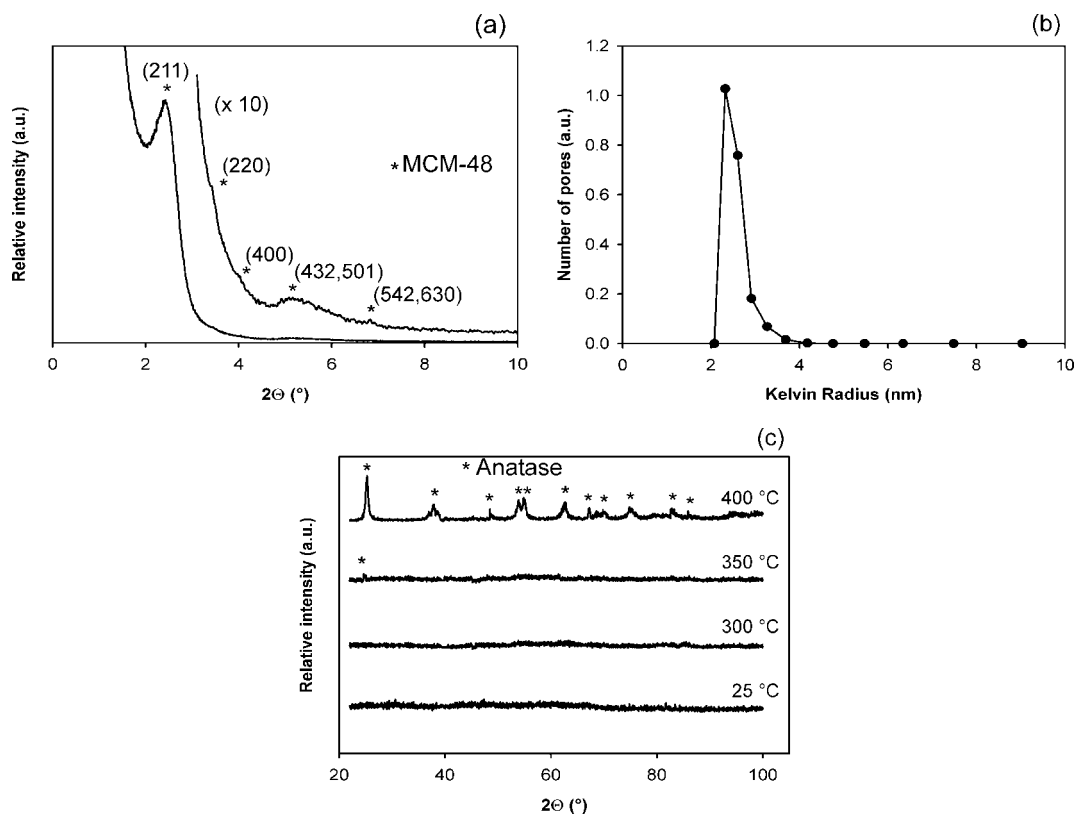 (a)
(211)
*
(x 10)
(220)
*
* MCM-48
(400)
*
(432,501)
*
(542,630)
*
Relative intensity (a.u.)
0 2 4 6 8 10
2Θ (°)
(b)
1.2
1.0
0.8
0.6
0.4
0.2
0.0
Number of pores (a.u.)
0 2 4 6 8 10
Kelvin Radius (nm)
(c)
* Anatase
* * * ** * * * * * *
400 °C
*
350 °C
300 °C
25 °C
Relative intensity (a.u.)
20 40 60 80 100
2Θ (°)